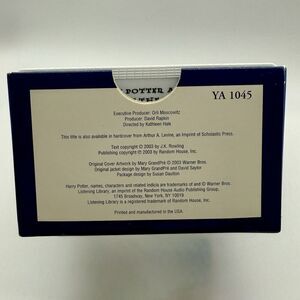 POTTER A
YA 1045
Executive Producer: Orli Moscowitz
Producer: David Rapkin
Directed by Kathleen Hale
This title is also available in hardcover from Arthur A. Levine, an Imprint of Scholastic Press.
Text copyright © 2003 by J.K. Rowling
Publishing copyright © 2003 by Random House, Inc.
Original Cover Artwork by Mary GrandPré © 2003 Warner Bros.
Original jacket design by Mary GrandPré and David Saylor
Package design by Susan Daulton
Harry Potter, names, characters and related indicia are trademarks of and © Warner Bros.
Listening Library, an imprint of the Random House Audio Publishing Group,
1745 Broadway, New York, NY 10019
Listening Library is a registered trademark of Random House, Inc.
Printed and manufactured in the USA.